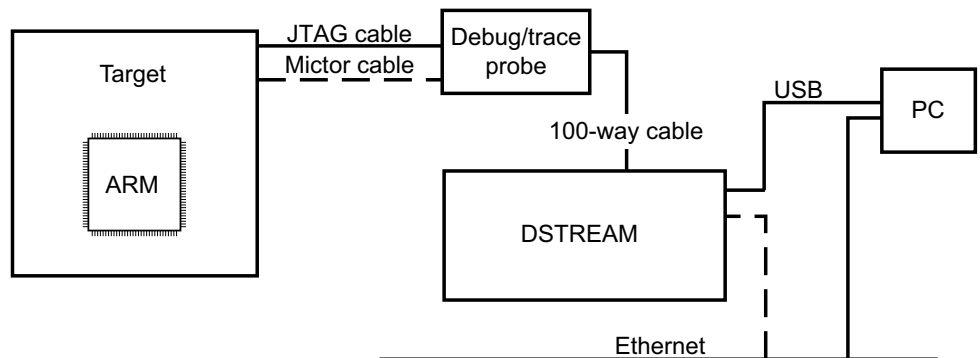 JTAG cable
Mictor cable
Target
ARM
Debug/trace
probe
100-way cable
DSTREAM
USB
PC
Ethernet